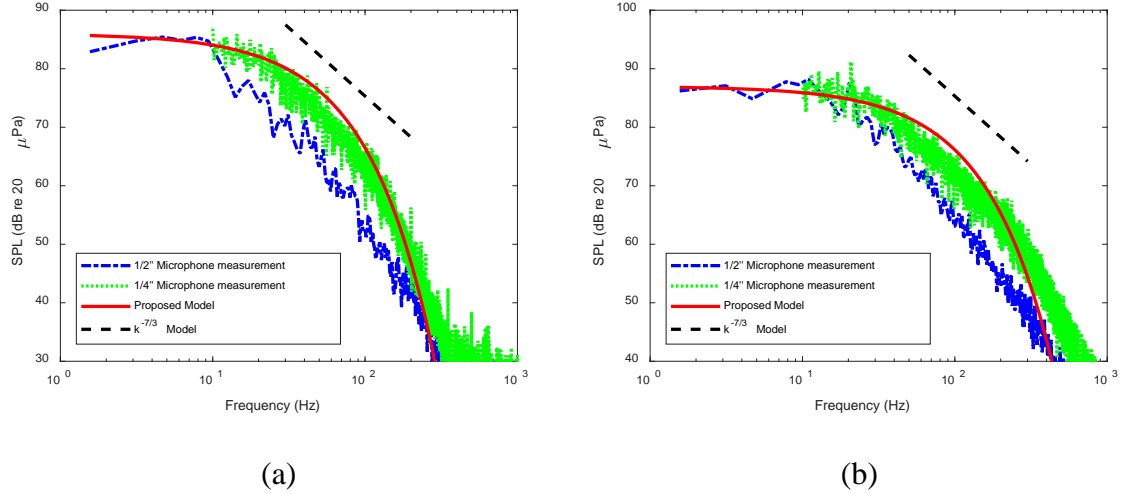 90
80
70
60
50
40
30
SPL (dB re 20 μPa)
10^0 10^1 10^2 10^3
Frequency (Hz)
1/2" Microphone measurement
1/4" Microphone measurement
Proposed Model
k^-7/3 Model
(a)
100
90
80
70
60
50
40
SPL (dB re 20 μPa)
10^0 10^1 10^2 10^3
Frequency (Hz)
1/2" Microphone measurement
1/4" Microphone measurement
Proposed Model
k^-7/3 Model
(b)